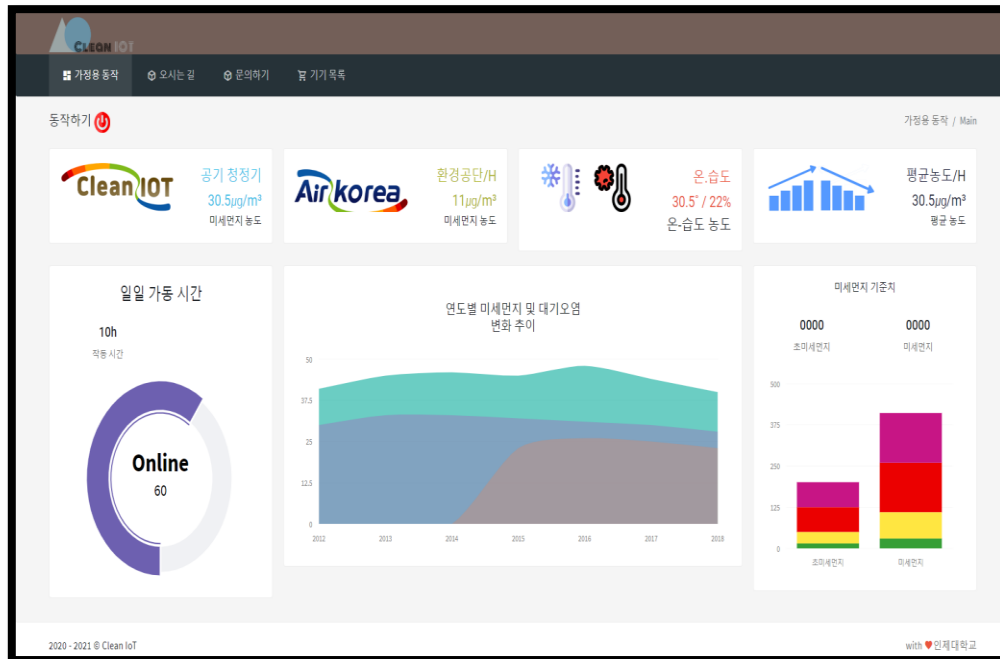 CLEAN IOT
가정용 동작
오시는 길
문의하기
기기 목록
동작하기
가정용 동작 / Main
Clean IOT
공기 청정기
30.5µg/m³
미세먼지 농도
Air korea
환경공단/H
11µg/m³
미세먼지 농도
온.습도
30.5˚ / 22%
온-습도 농도
평균농도/H
30.5µg/m³
평균 농도
일일 가동 시간
10h
작동 시간
Online
60
연도별 미세먼지 및 대기오염
변화 추이
50
37.5
25
12.5
0
2012 2013 2014 2015 2016 2017 2018
미세먼지 기준치
0000 0000
초미세먼지 미세먼지
500
375
250
125
0
초미세먼지 미세먼지
2020 - 2021 © Clean IoT
with ♥인제대학교